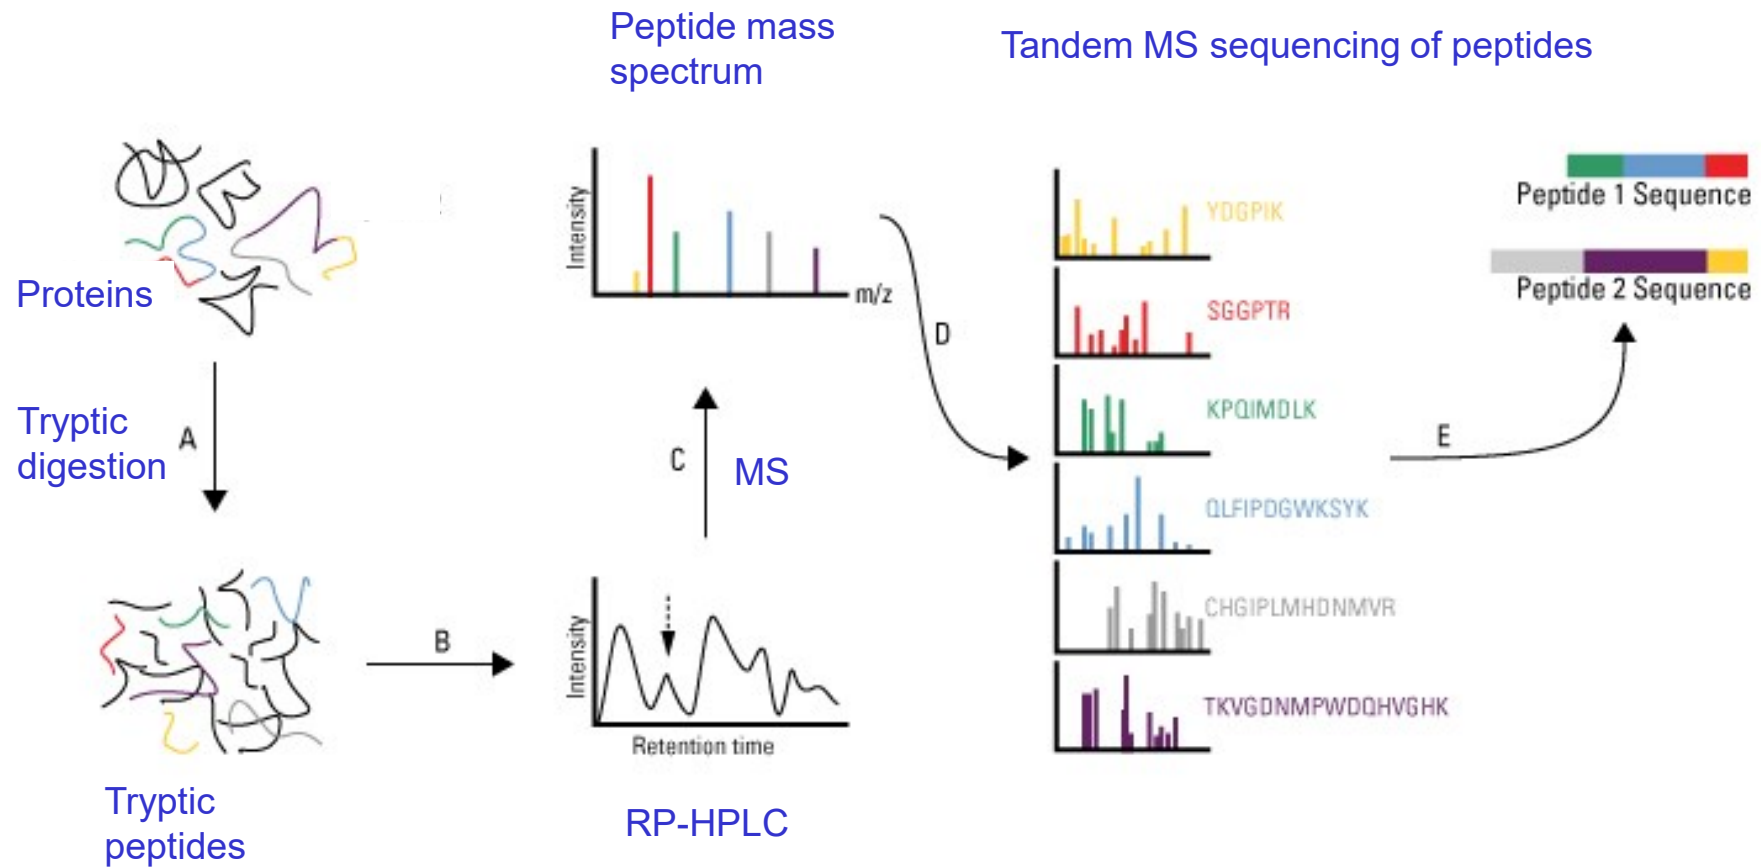 Peptide mass
spectrum
Tandem MS sequencing of peptides
Proteins
Intensity
m/z
D
YDGPIK
SGGPTR
KPQIMDLK
QLFIPDGWKSYK
CHGIPLMHDNMVR
TKVGDNMPWDQHVGHK
Peptide 1 Sequence
Peptide 2 Sequence
E
Tryptic
digestion
A
C
MS
B
Intensity
Retention time
Tryptic
peptides
RP-HPLC